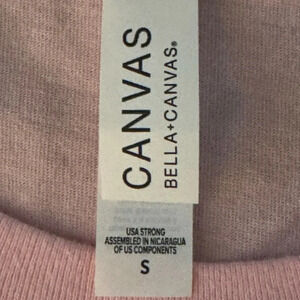 CANVAS
BELLA+CANVAS®
USA STRONG
ASSEMBLED IN NICARAGUA
OF US COMPONENTS
S